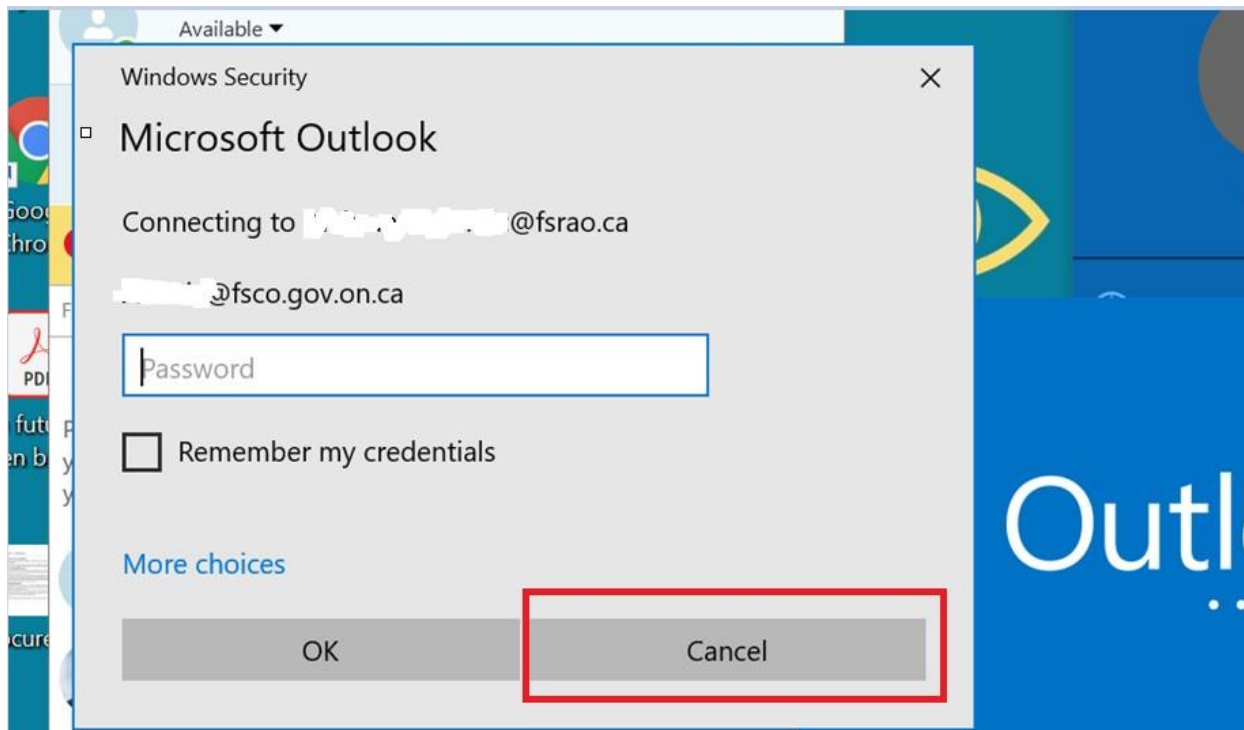 Available
Windows Security
Microsoft Outlook
Connecting to @fsrao.ca
@fsco.gov.on.ca
Password
Remember my credentials
More choices
OK
Cancel
PDF